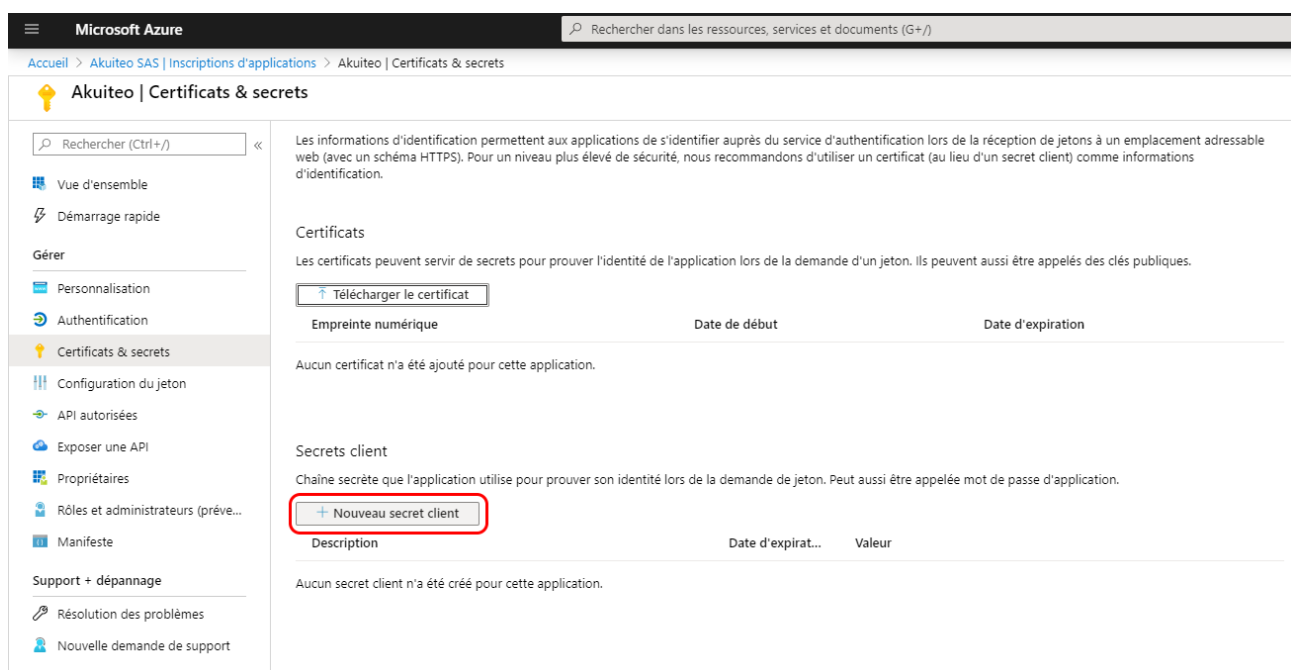 Microsoft Azure
Rechercher dans les ressources, services et documents (G+/)
Accueil > Akuiteo SAS | Inscriptions d'applications > Akuiteo | Certificats & secrets
Akuiteo | Certificats & secrets
Rechercher (Ctrl+/)
«
Vue d'ensemble
Démarrage rapide
Gérer
Personnalisation
Authentification
Certificats & secrets
Configuration du jeton
API autorisées
Exposer une API
Propriétaires
Rôles et administrateurs (préve...
Manifeste
Support + dépannage
Résolution des problèmes
Nouvelle demande de support
Les informations d'identification permettent aux applications de s'identifier auprès du service d'authentification lors de la réception de jetons à un emplacement adressable
web (avec un schéma HTTPS). Pour un niveau plus élevé de sécurité, nous recommandons d'utiliser un certificat (au lieu d'un secret client) comme informations
d'identification.
Certificats
Les certificats peuvent servir de secrets pour prouver l'identité de l'application lors de la demande d'un jeton. Ils peuvent aussi être appelés des clés publiques.
Télécharger le certificat
Empreinte numérique Date de début Date d'expiration
Aucun certificat n'a été ajouté pour cette application.
Secrets client
Chaîne secrète que l'application utilise pour prouver son identité lors de la demande de jeton. Peut aussi être appelée mot de passe d'application.
+ Nouveau secret client
Description Date d'expirat... Valeur
Aucun secret client n'a été créé pour cette application.